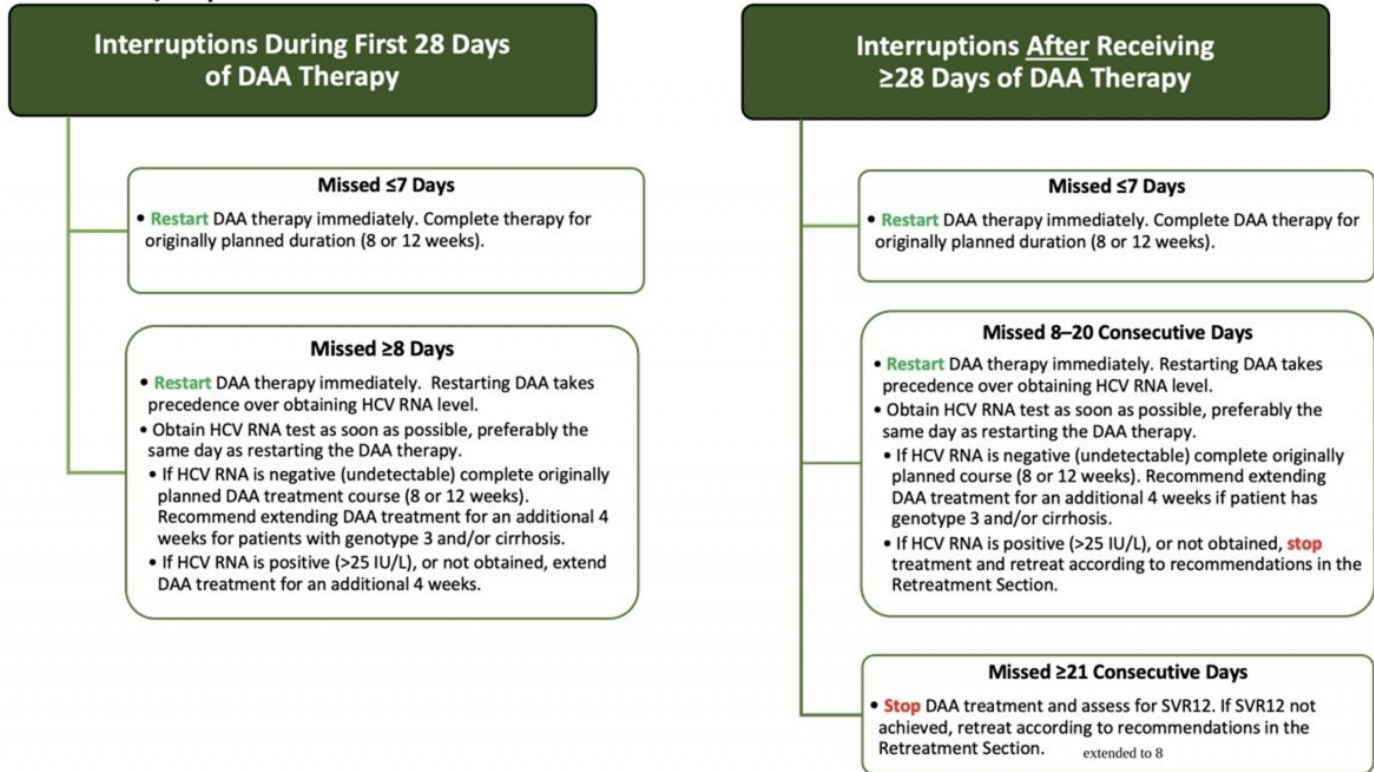 Interruptions During First 28 Days
of DAA Therapy
Missed ≤7 Days
• Restart DAA therapy immediately. Complete therapy for
originally planned duration (8 or 12 weeks).
Missed ≥8 Days
• Restart DAA therapy immediately.  Restarting DAA takes
precedence over obtaining HCV RNA level.
• Obtain HCV RNA test as soon as possible, preferably the
same day as restarting the DAA therapy.
• If HCV RNA is negative (undetectable) complete originally
planned DAA treatment course (8 or 12 weeks).
Recommend extending DAA treatment for an additional 4
weeks for patients with genotype 3 and/or cirrhosis.
• If HCV RNA is positive (>25 IU/L), or not obtained, extend
DAA treatment for an additional 4 weeks.
Interruptions After Receiving
≥28 Days of DAA Therapy
Missed ≤7 Days
• Restart DAA therapy immediately. Complete DAA therapy for
originally planned duration (8 or 12 weeks).
Missed 8–20 Consecutive Days
• Restart DAA therapy immediately. Restarting DAA takes
precedence over obtaining HCV RNA level.
• Obtain HCV RNA test as soon as possible, preferably the
same day as restarting the DAA therapy.
• If HCV RNA is negative (undetectable) complete originally
planned course (8 or 12 weeks). Recommend extending
DAA treatment for an additional 4 weeks if patient has
genotype 3 and/or cirrhosis.
• If HCV RNA is positive (>25 IU/L), or not obtained, stop
treatment and retreat according to recommendations in the
Retreatment Section.
Missed ≥21 Consecutive Days
• Stop DAA treatment and assess for SVR12. If SVR12 not
achieved, retreat according to recommendations in the
Retreatment Section.
extended to 8